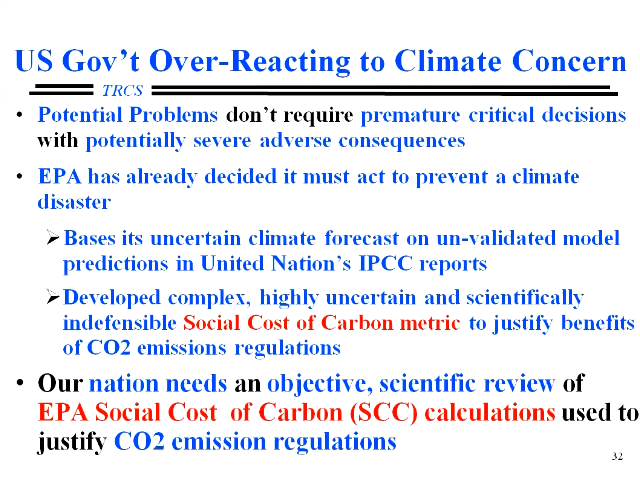 US Gov't Over-Reacting to Climate Concern
TRCS
• Potential Problems don't require premature critical decisions
with potentially severe adverse consequences
• EPA has already decided it must act to prevent a climate
disaster
➢Bases its uncertain climate forecast on un-validated model
predictions in United Nation's IPCC reports
➢Developed complex, highly uncertain and scientifically
indefensible Social Cost of Carbon metric to justify benefits
of CO2 emissions regulations
• Our nation needs an objective, scientific review of
EPA Social Cost of Carbon (SCC) calculations used to
justify CO2 emission regulations
32